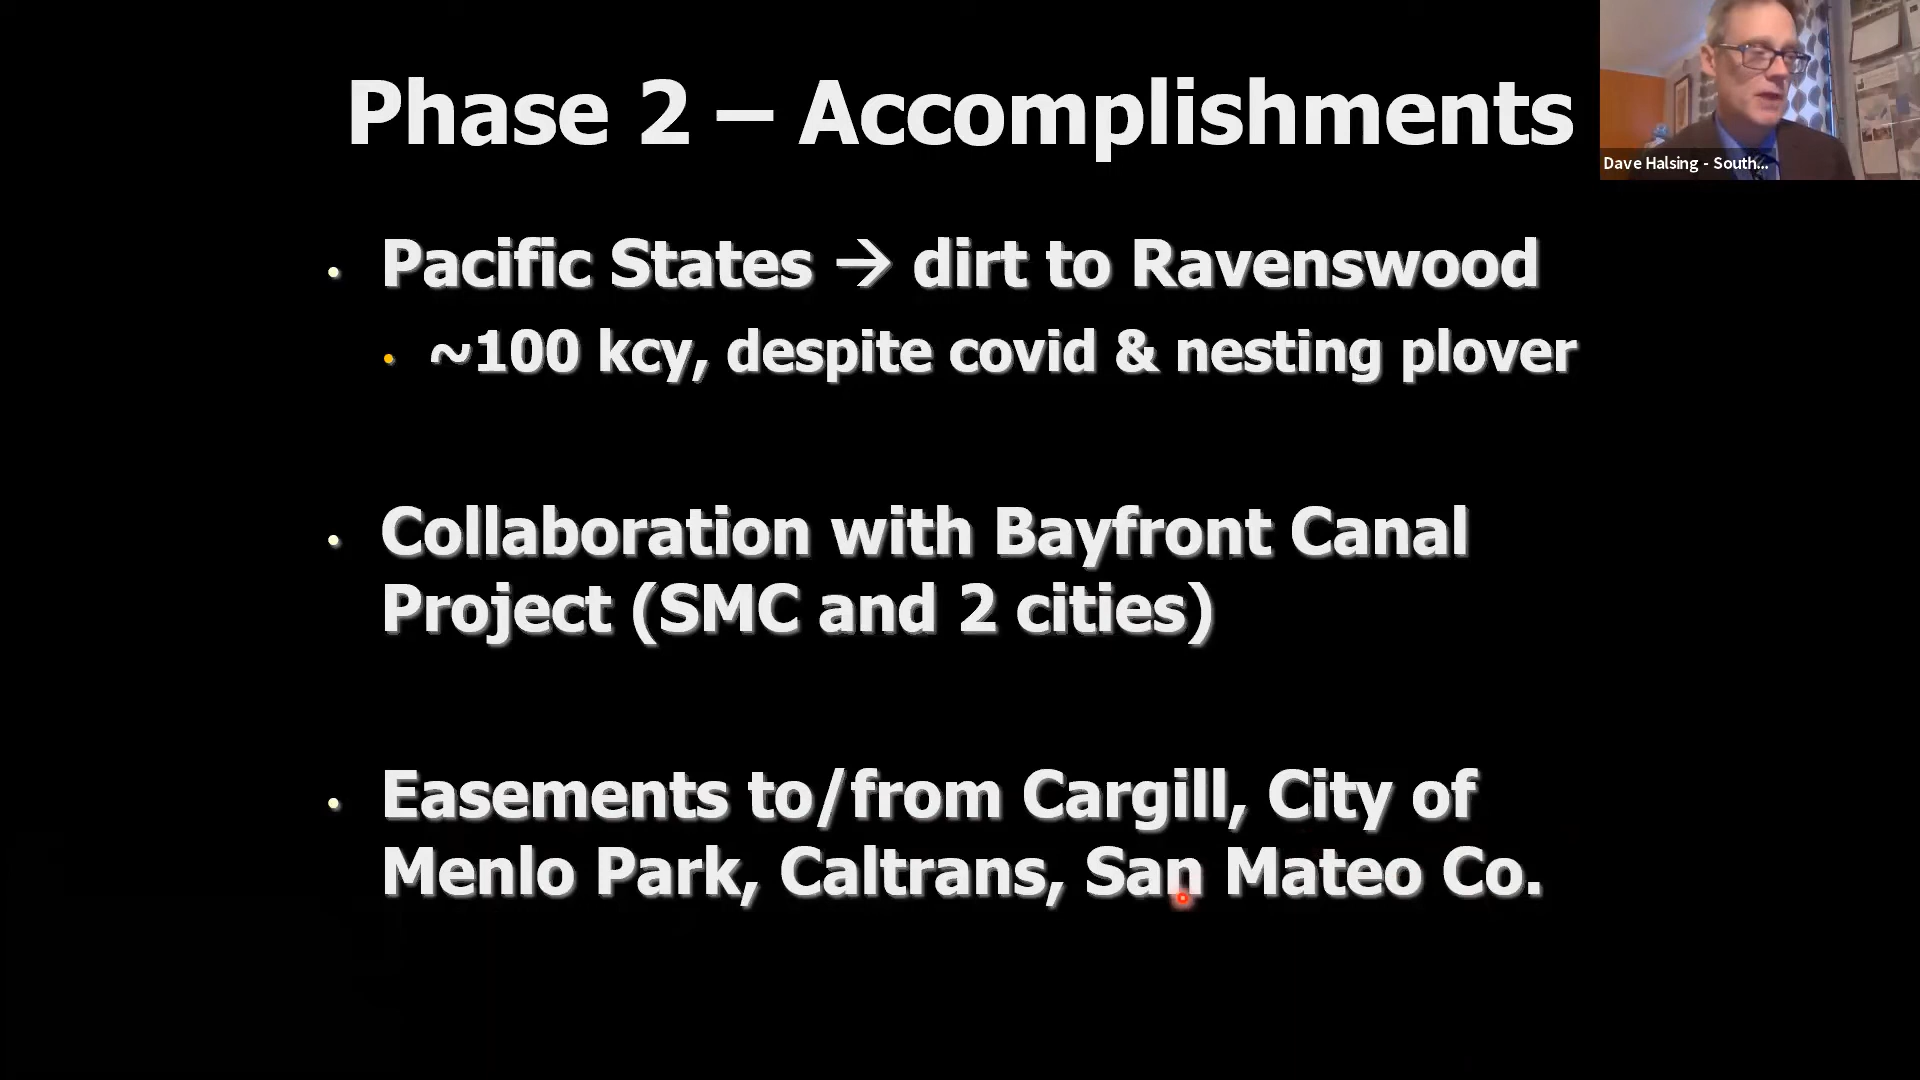 Phase 2 – Accomplishments
Dave Halsing - South...
• Pacific States → dirt to Ravenswood
• ~100 kcy, despite covid & nesting plover
• Collaboration with Bayfront Canal
Project (SMC and 2 cities)
• Easements to/from Cargill, City of
Menlo Park, Caltrans, San Mateo Co.